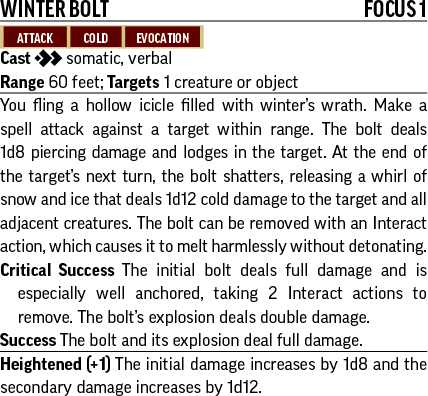 WINTER BOLT FOCUS 1
ATTACK COLD EVOCATION
Cast somatic, verbal
Range 60 feet; Targets 1 creature or object
You fling a hollow icicle filled with winter's wrath. Make a
spell attack against a target within range. The bolt deals
1d8 piercing damage and lodges in the target. At the end of
the target's next turn, the bolt shatters, releasing a whirl of
snow and ice that deals 1d12 cold damage to the target and all
adjacent creatures. The bolt can be removed with an Interact
action, which causes it to melt harmlessly without detonating.
Critical Success The initial bolt deals full damage and is
especially well anchored, taking 2 Interact actions to
remove. The bolt's explosion deals double damage.
Success The bolt and its explosion deal full damage.
Heightened (+1) The initial damage increases by 1d8 and the
secondary damage increases by 1d12.